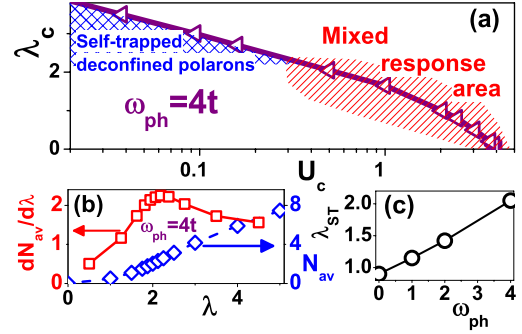 4
(a)
Self-trapped
deconfined polarons
Mixed
response
area
λc
2
ωph=4t
0
0.1
Uc
1
(b)
2
8
dNav/dλ
ωph=4t
1
4
Nav
0
0
0
2
4
λ
(c)
2.0
λST
1.5
1.0
0
1
2
3
4
ωph